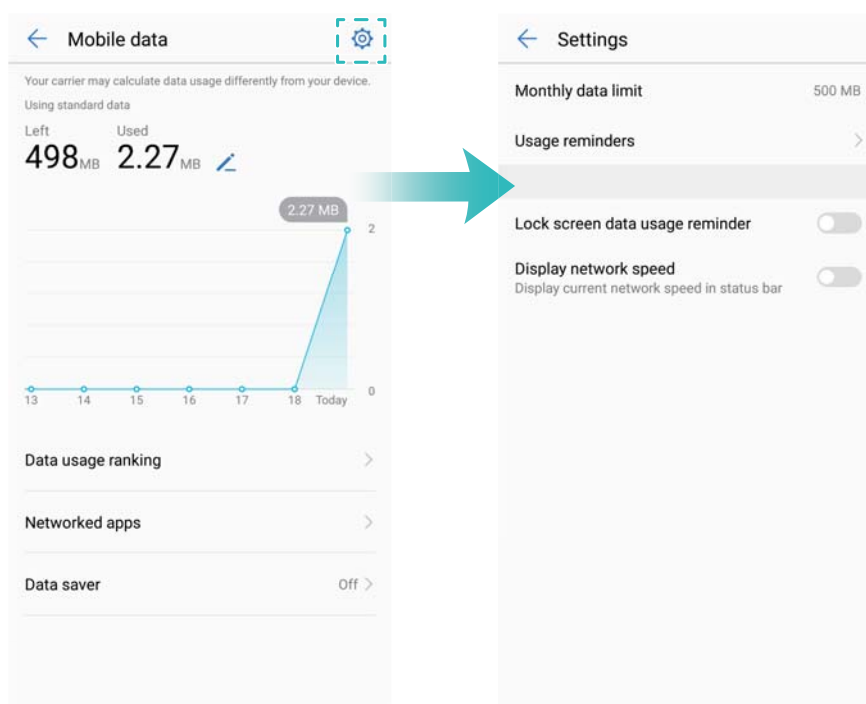 Mobile data
Your carrier may calculate data usage differently from your device.
Using standard data
Left Used
498MB 2.27MB
2.27 MB
2
0
13 14 15 16 17 18 Today
Data usage ranking
Networked apps
Data saver Off
Settings
Monthly data limit 500 MB
Usage reminders
Lock screen data usage reminder
Display network speed
Display current network speed in status bar